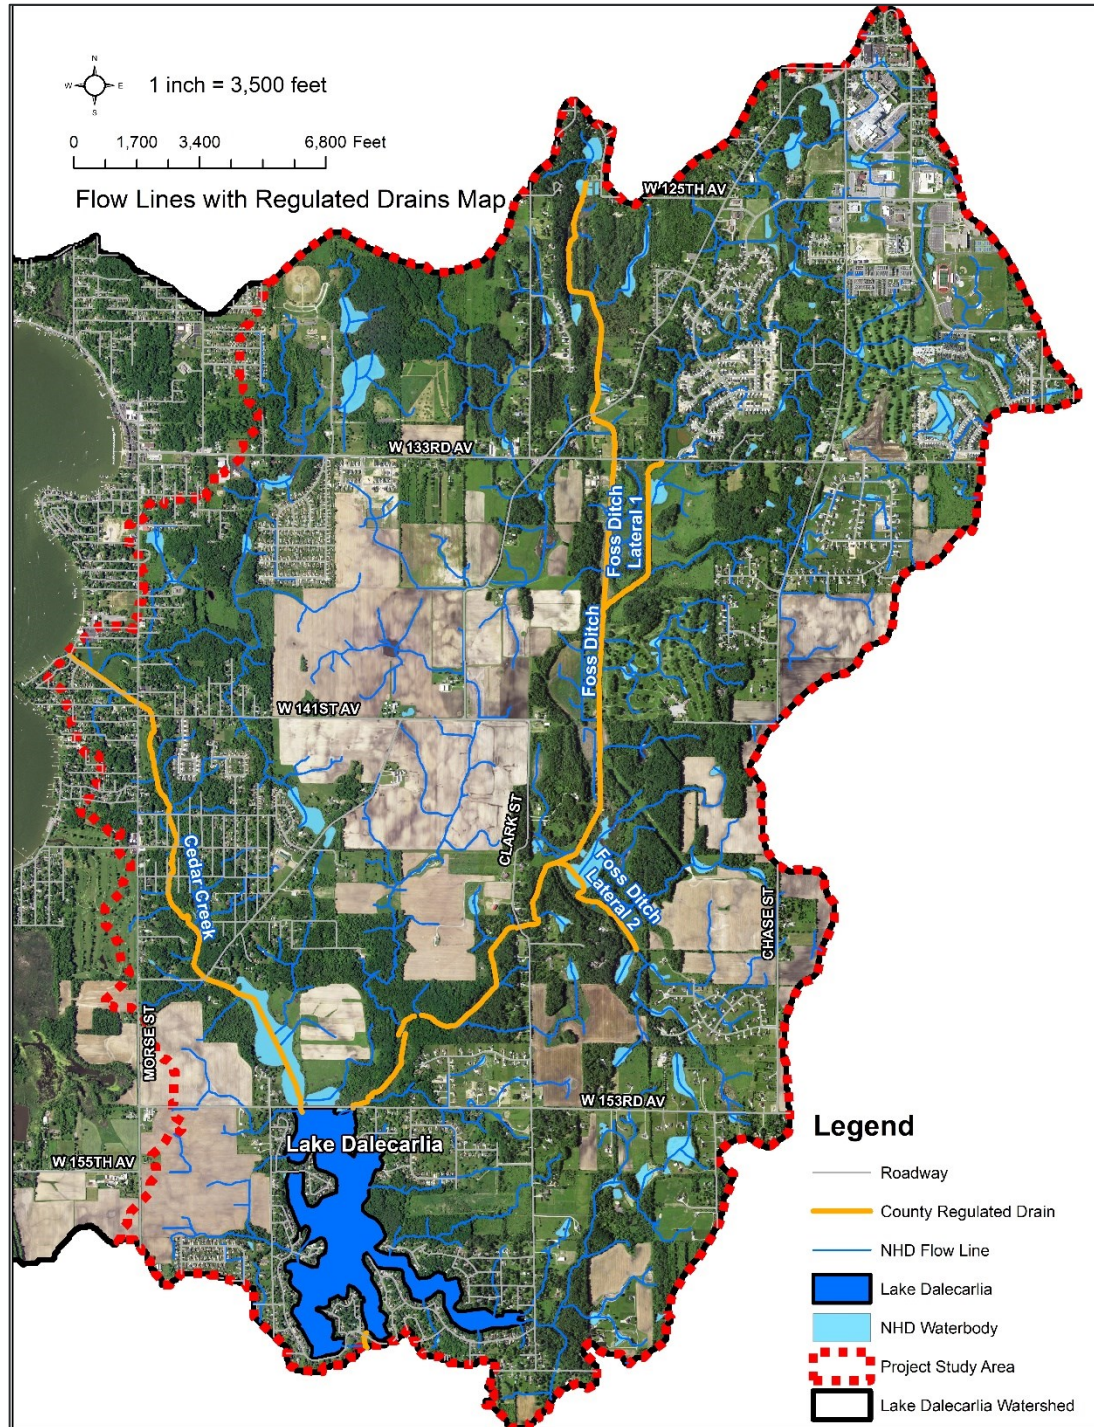 N
W E
S
1 inch = 3,500 feet
0 1,700 3,400 6,800 Feet
Flow Lines with Regulated Drains Map
W 125TH AV
W 133RD AV
Foss Ditch
Lateral 1
Foss Ditch
W 141ST AV
CLARK ST
Cedar Creek
Foss Ditch
Lateral 2
CHASE ST
MORSE ST
W 153RD AV
Lake Dalecarlia
W 155TH AV
Legend
Roadway
County Regulated Drain
NHD Flow Line
Lake Dalecarlia
NHD Waterbody
Project Study Area
Lake Dalecarlia Watershed